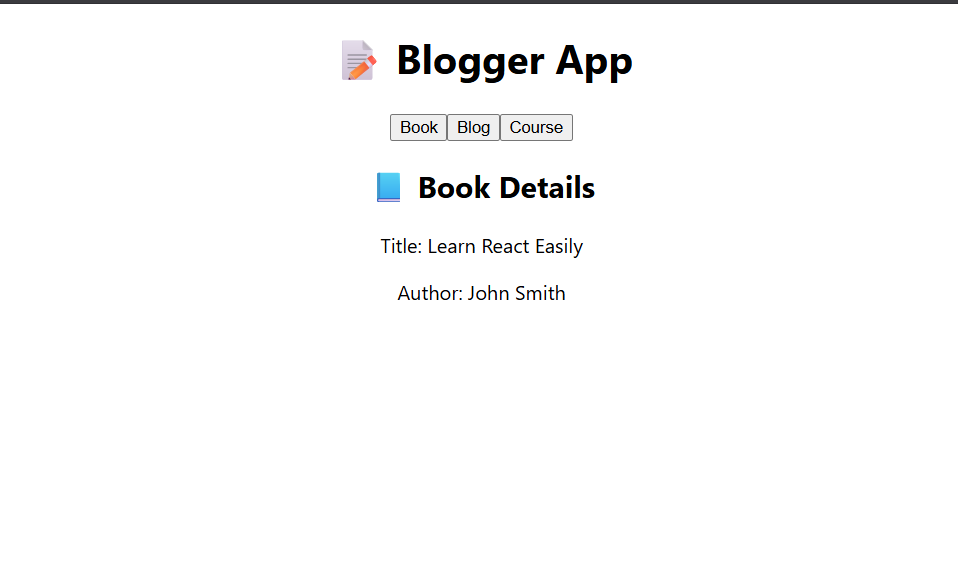 📝 Blogger App
Book Blog Course
📘 Book Details
Title: Learn React Easily
Author: John Smith